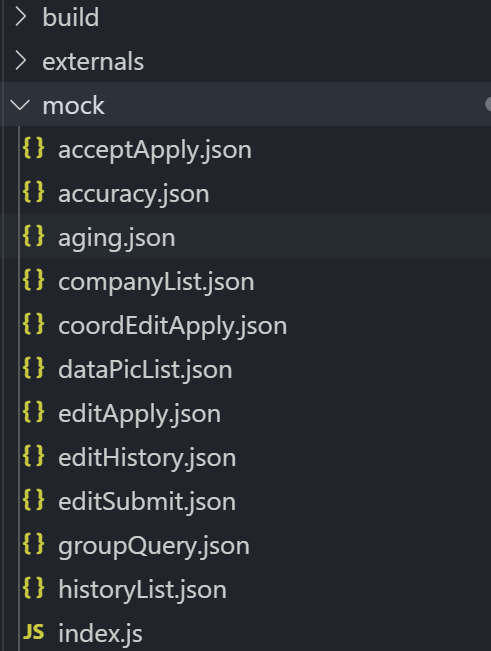 build
externals
mock
{} acceptApply.json
{} accuracy.json
{} aging.json
{} companyList.json
{} coordEditApply.json
{} dataPicList.json
{} editApply.json
{} editHistory.json
{} editSubmit.json
{} groupQuery.json
{} historyList.json
JS index.js